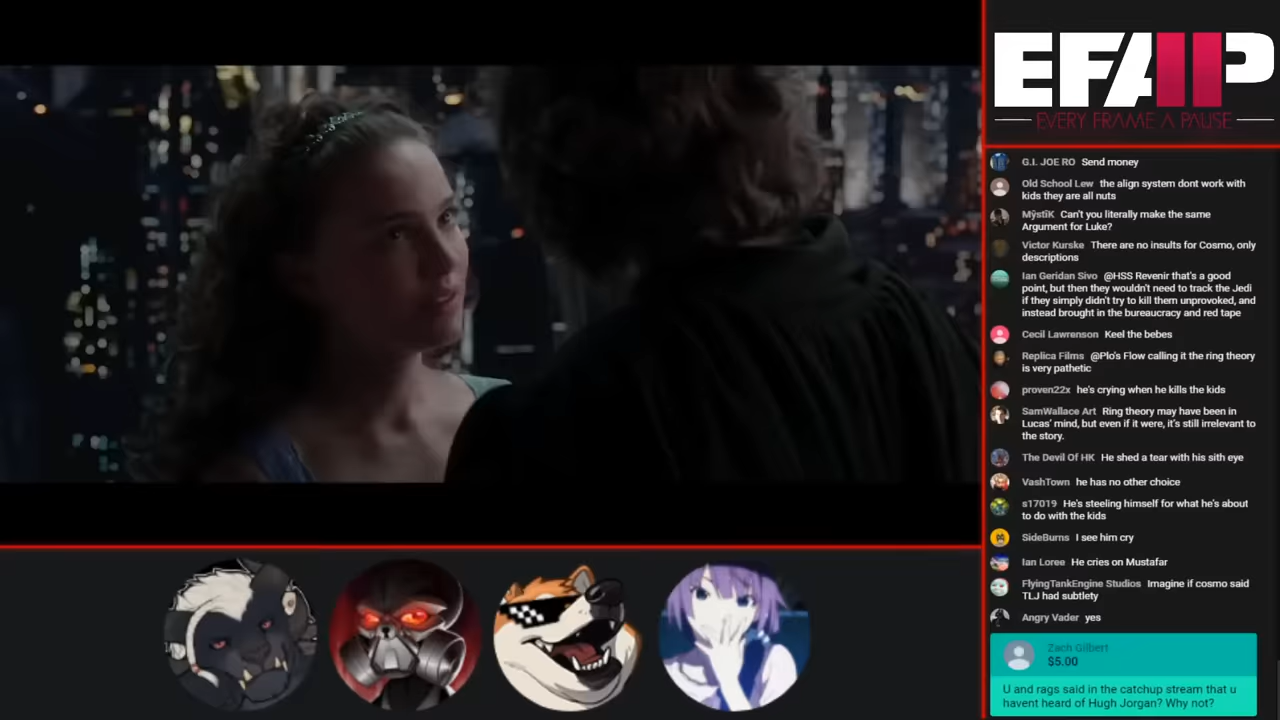 EFAP
EVERY FRAME A PAUSE
G.I. JOE RO Send money
Old School Lew the align system dont work with
kids they are all nuts
MÿstiK Can't you literally make the same
Argument for Luke?
Victor Kurske There are no insults for Cosmo, only
descriptions
Ian Geridan Sivo @HSS Revenir that's a good
point, but then they wouldn't need to track the Jedi
if they simply didn't try to kill them unprovoked, and
instead brought in the bureaucracy and red tape
Cecil Lawrenson Keel the bebes
Replica Films @Plo's Flow calling it the ring theory
is very pathetic
proven22x he's crying when he kills the kids
SamWallace Art Ring theory may have been in
Lucas' mind, but even if it were, it's still irrelevant to
the story.
The Devil Of HK He shed a tear with his sith eye
VashTown he has no other choice
s17019 He's steeling himself for what he's about
to do with the kids
SideBurns I see him cry
Ian Loree He cries on Mustafar
FlyingTankEngine Studios Imagine if cosmo said
TLJ had subtlety
Angry Vader yes
Zach Gilbert
$5.00
U and rags said in the catchup stream that u
havent heard of Hugh Jorgan? Why not?